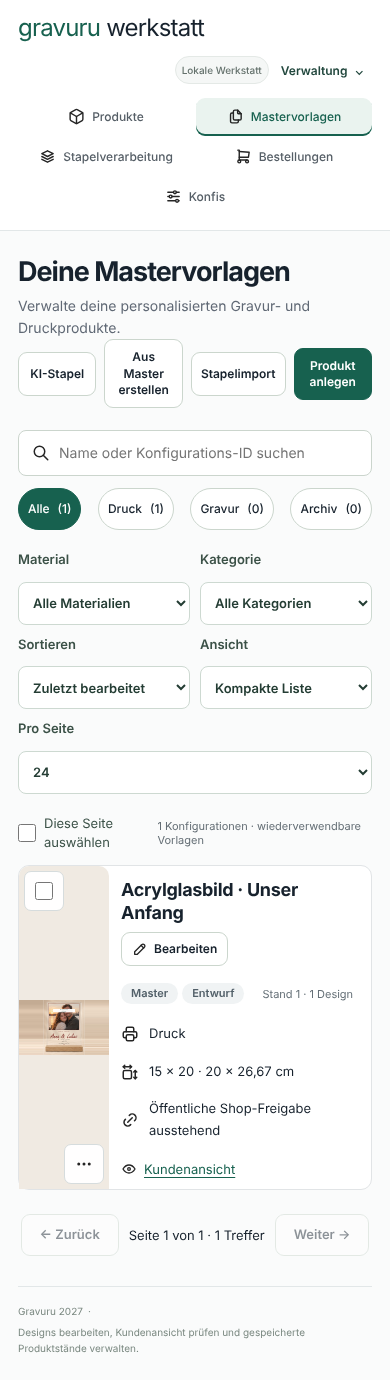 gravuru werkstatt
Lokale Werkstatt
Verwaltung
Produkte
Mastervorlagen
Stapelverarbeitung
Bestellungen
Konfis
Deine Mastervorlagen
Verwalte deine personalisierten Gravur- und
Druckprodukte.
KI-Stapel
Aus
Master
erstellen
Stapelimport
Produkt
anlegen
Name oder Konfigurations-ID suchen
Alle (1)
Druck (1)
Gravur (0)
Archiv (0)
Material
Kategorie
Alle Materialien
Alle Kategorien
Sortieren
Ansicht
Zuletzt bearbeitet
Kompakte Liste
Pro Seite
24
Diese Seite
auswählen
1 Konfigurationen · wiederverwendbare
Vorlagen
Acrylglasbild · Unser
Anfang
Bearbeiten
Master
Entwurf
Stand 1 · 1 Design
Druck
15 × 20 · 20 × 26,67 cm
Öffentliche Shop-Freigabe
ausstehend
Kundenansicht
← Zurück
Seite 1 von 1 · 1 Treffer
Weiter →
Gravuru 2027 ·
Designs bearbeiten, Kundenansicht prüfen und gespeicherte
Produktstände verwalten.